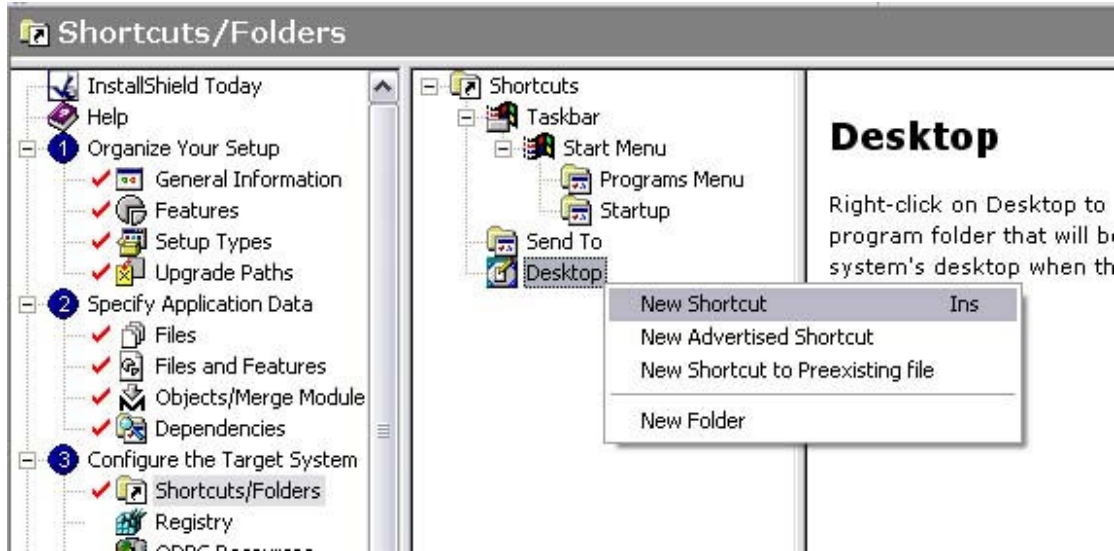 Shortcuts/Folders
InstallShield Today
Help
1 Organize Your Setup
General Information
Features
Setup Types
Upgrade Paths
2 Specify Application Data
Files
Files and Features
Objects/Merge Module
Dependencies
3 Configure the Target System
Shortcuts/Folders
Registry
Shortcuts
Taskbar
Start Menu
Programs Menu
Startup
Send To
Desktop
New Shortcut Ins
New Advertised Shortcut
New Shortcut to Preexisting file
New Folder
Desktop
Right-click on Desktop to
program folder that will be
system's desktop when th